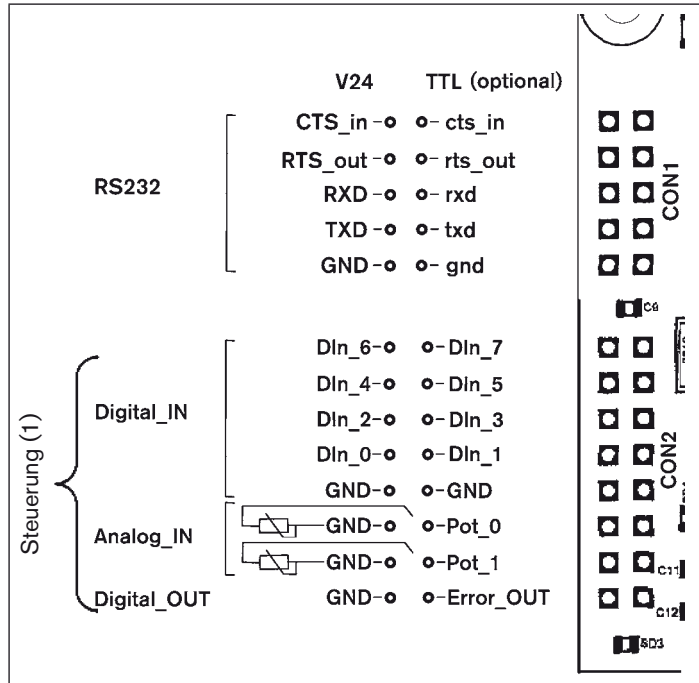 V24 TTL (optional)
CTS_in cts_in
RTS_out rts_out
RS232 RXD rxd
TXD txd
GND gnd
CON1
C9
DIn_6 DIn_7
DIn_4 DIn_5
Digital_IN DIn_2 DIn_3
DIn_0 DIn_1
GND GND
CON2
Steuerung (1)
GND Pot_0
Analog_IN
GND Pot_1
C11
Digital_OUT GND Error_OUT
C12
SD3